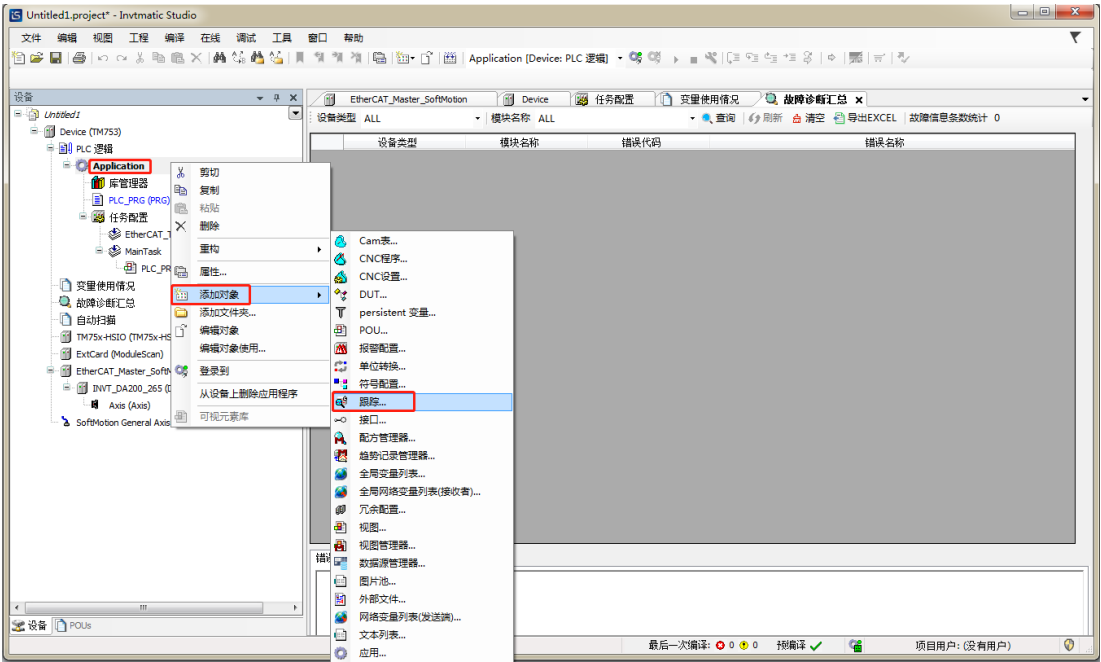 Untitled1.project* - Invtmatic Studio
文件 编辑 视图 工程 编译 在线 调试 工具 窗口 帮助
Application [Device: PLC 逻辑]
设备
Untitled1
Device (TM753)
PLC 逻辑
Application
库管理器
PLC_PRG (PRG)
任务配置
EtherCAT_T
MainTask
PLC_PR
变量使用情况
故障诊断汇总
自动扫描
TM75x-HSIO (TM75x-HS
ExtCard (ModuleScan)
EtherCAT_Master_SoftM
INVT_DA200_265 (I
Axis (Axis)
SoftMotion General Axis
设备 POUs
剪切
复制
粘贴
删除
重构
属性...
添加对象
添加文件夹...
编辑对象
编辑对象使用...
登录到
从设备上删除应用程序
可视元素库
Cam表...
CNC程序...
CNC设置...
DUT...
persistent 变量...
POU...
报警配置...
单位转换...
符号配置...
跟踪...
接口...
配方管理器...
趋势记录管理器...
全局变量列表...
全局网络变量列表(接收者)...
冗余配置...
视图...
视图管理器...
数据源管理器...
图片池...
外部文件...
网络变量列表(发送端)...
文本列表...
应用...
EtherCAT_Master_SoftMotion Device 任务配置 变量使用情况 故障诊断汇总
设备类型 ALL 模块名称 ALL 查询 刷新 清空 导出EXCEL 故障信息条数统计 0
设备类型 模块名称 错误代码 错误名称
最后一次编译: 0 0 预编译 项目用户: (没有用户)